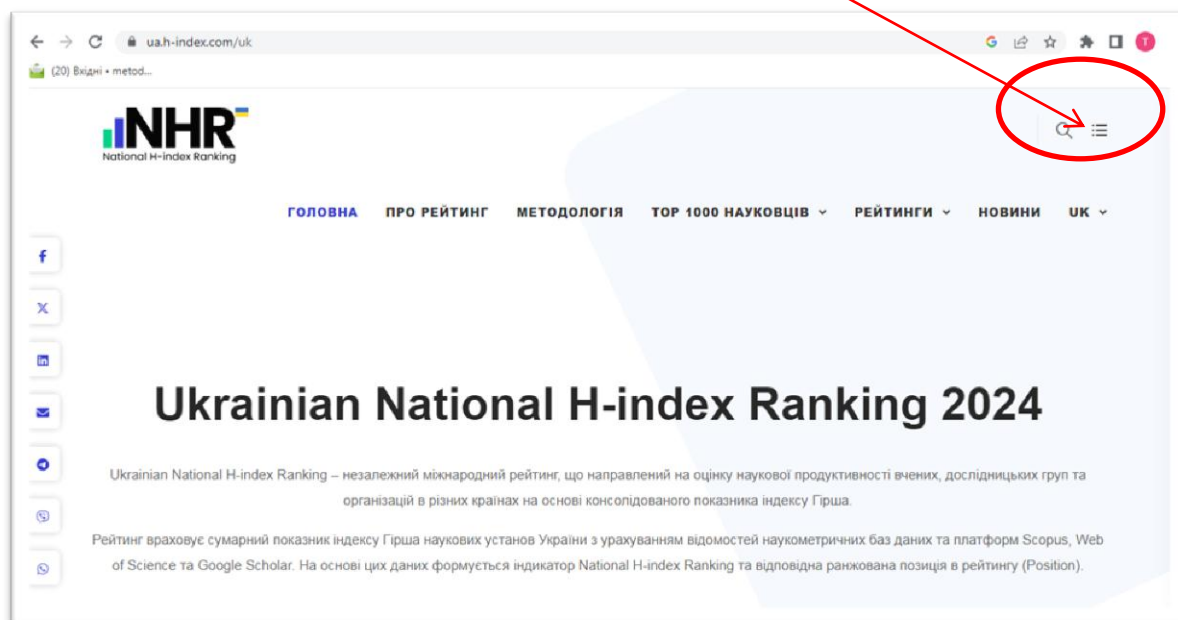 ua.h-index.com/uk
(20) Вхідні • metod...
NHR
National H-index Ranking
ГОЛОВНА ПРО РЕЙТИНГ МЕТОДОЛОГІЯ TOP 1000 НАУКОВЦІВ РЕЙТИНГИ НОВИНИ UK
Ukrainian National H-index Ranking 2024
Ukrainian National H-index Ranking – незалежний міжнародний рейтинг, що направлений на оцінку наукової продуктивності вчених, дослідницьких груп та
організацій в різних країнах на основі консолідованого показника індексу Гірша.
Рейтинг враховує сумарний показник індексу Гірша наукових установ України з урахуванням відомостей наукометричних баз даних та платформ Scopus, Web
of Science та Google Scholar. На основі цих даних формується індикатор National H-index Ranking та відповідна ранжована позиція в рейтингу (Position).